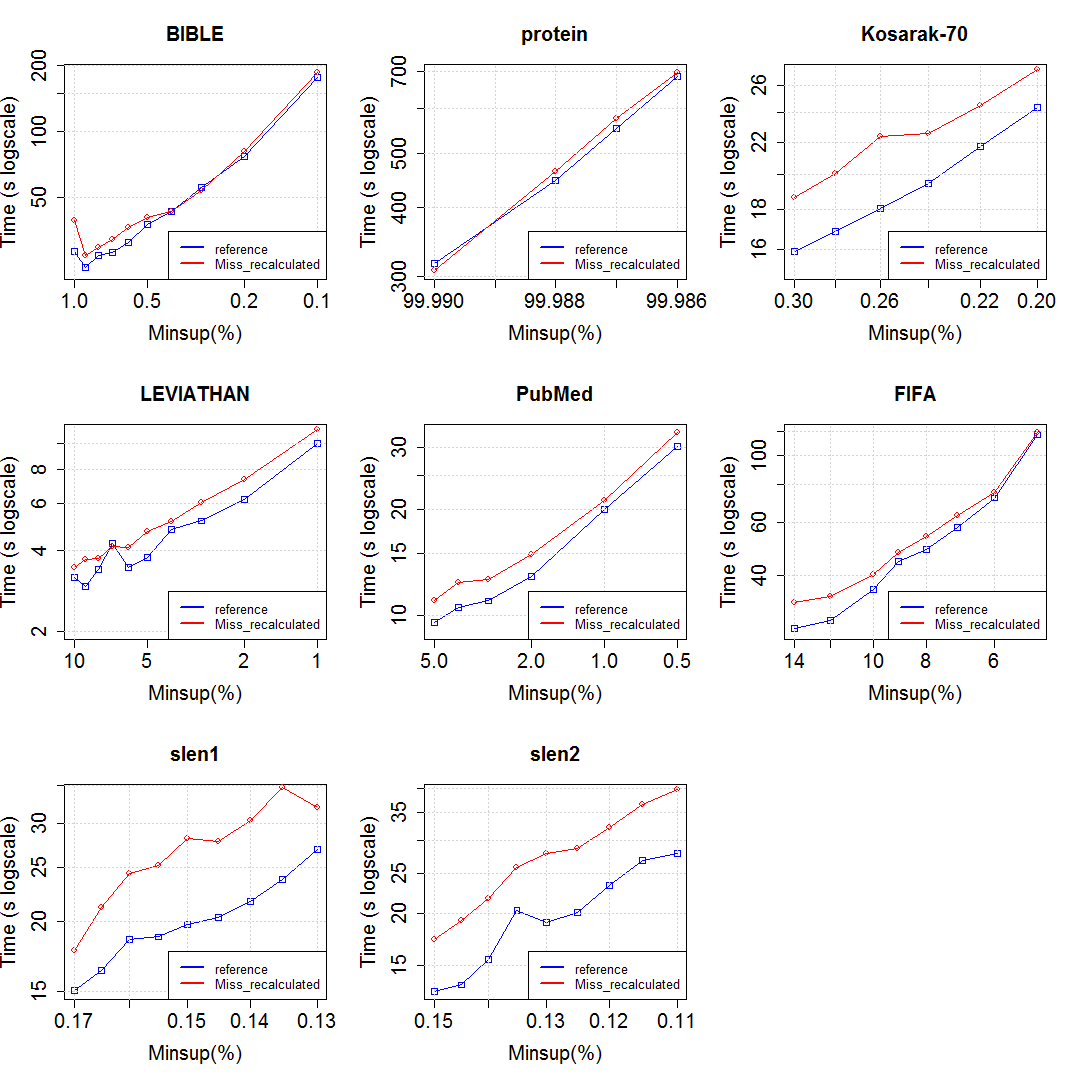 BIBLE
Time (s logscale)
200
100
50
1.0 0.5 0.2 0.1
Minsup(%)
reference
Miss_recalculated
protein
Time (s logscale)
700
500
400
300
99.990 99.988 99.986
Minsup(%)
reference
Miss_recalculated
Kosarak-70
Time (s logscale)
26
22
18
16
0.30 0.26 0.22 0.20
Minsup(%)
reference
Miss_recalculated
LEVIATHAN
Time (s logscale)
8
6
4
2
10 5 2 1
Minsup(%)
reference
Miss_recalculated
PubMed
Time (s logscale)
30
20
15
10
5.0 2.0 1.0 0.5
Minsup(%)
reference
Miss_recalculated
FIFA
Time (s logscale)
100
60
40
14 10 8 6
Minsup(%)
reference
Miss_recalculated
slen1
Time (s logscale)
30
25
20
15
0.17 0.15 0.14 0.13
Minsup(%)
reference
Miss_recalculated
slen2
Time (s logscale)
35
25
20
15
0.15 0.13 0.12 0.11
Minsup(%)
reference
Miss_recalculated